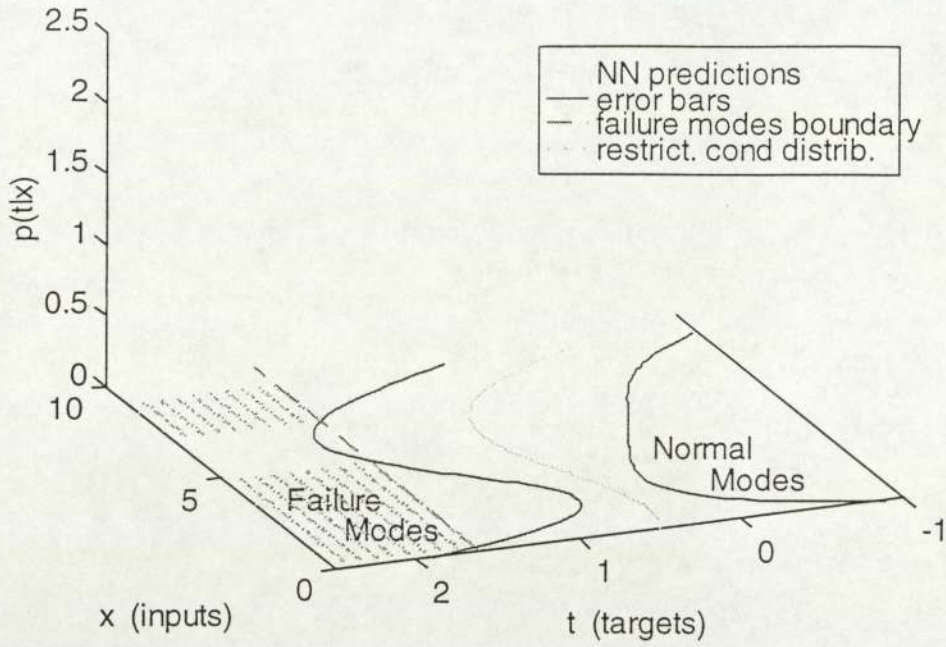 2.5
2
1.5
1
0.5
0
p(t|x)
NN predictions
error bars
failure modes boundary
restrict. cond distrib.
10
5
0
x (inputs)
Failure
Modes
Normal
Modes
2
1
0
-1
t (targets)